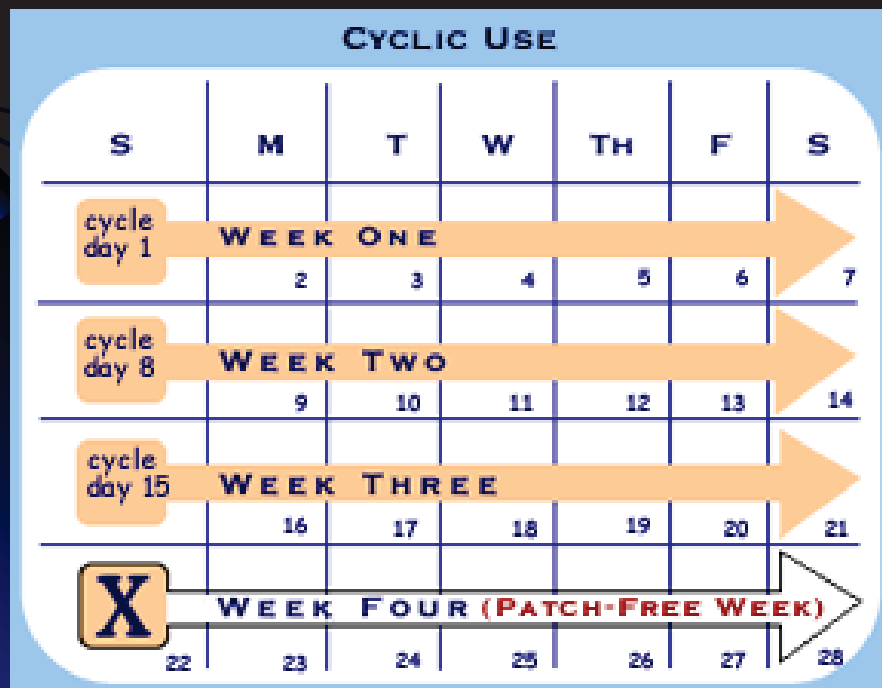 CYCLIC USE
S M T W TH F S
cycle
day 1
WEEK ONE
2 3 4 5 6 7
cycle
day 8
WEEK TWO
9 10 11 12 13 14
cycle
day 15
WEEK THREE
16 17 18 19 20 21
X
WEEK FOUR (PATCH-FREE WEEK)
22 23 24 25 26 27 28